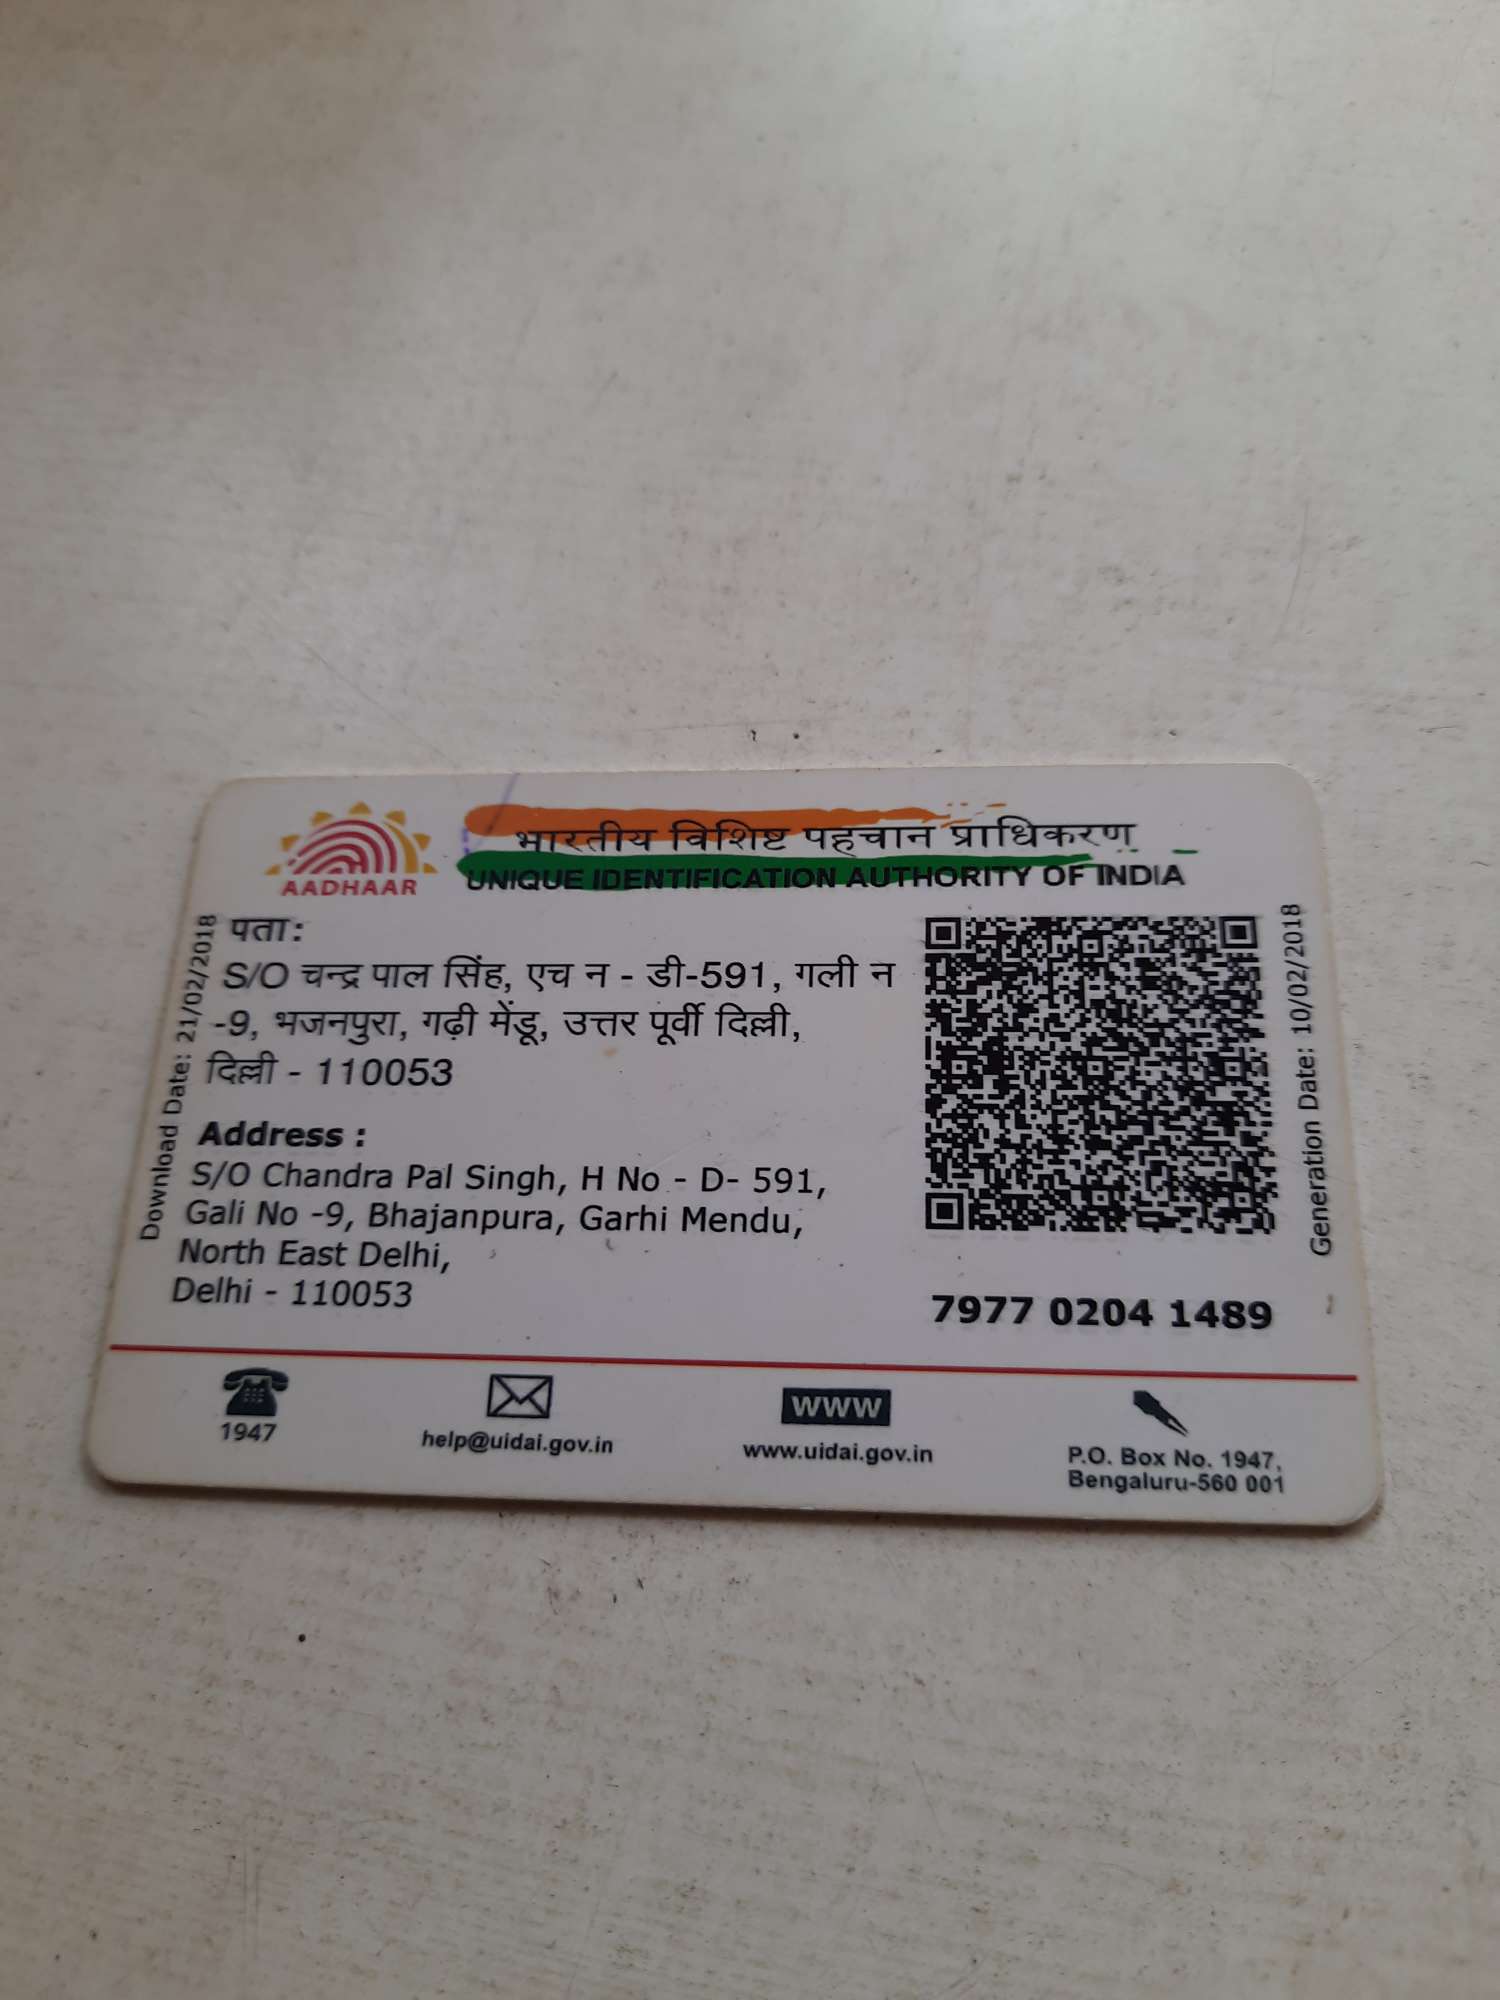 भारतीय विशिष्ट पहचान प्राधिकरण
AADHAAR
UNIQUE IDENTIFICATION AUTHORITY OF INDIA
Download Date: 21/02/2018
पता:
S/O चन्द्र पाल सिंह, एच न - डी-591, गली न
-9, भजनपुरा, गढ़ी मेंडू, उत्तर पूर्वी दिल्ली,
दिल्ली - 110053
Address :
S/O Chandra Pal Singh, H No - D- 591,
Gali No -9, Bhajanpura, Garhi Mendu,
North East Delhi,
Delhi - 110053
Generation Date: 10/02/2018
7977 0204 1489
1947
help@uidai.gov.in
www
www.uidai.gov.in
P.O. Box No. 1947,
Bengaluru-560 001